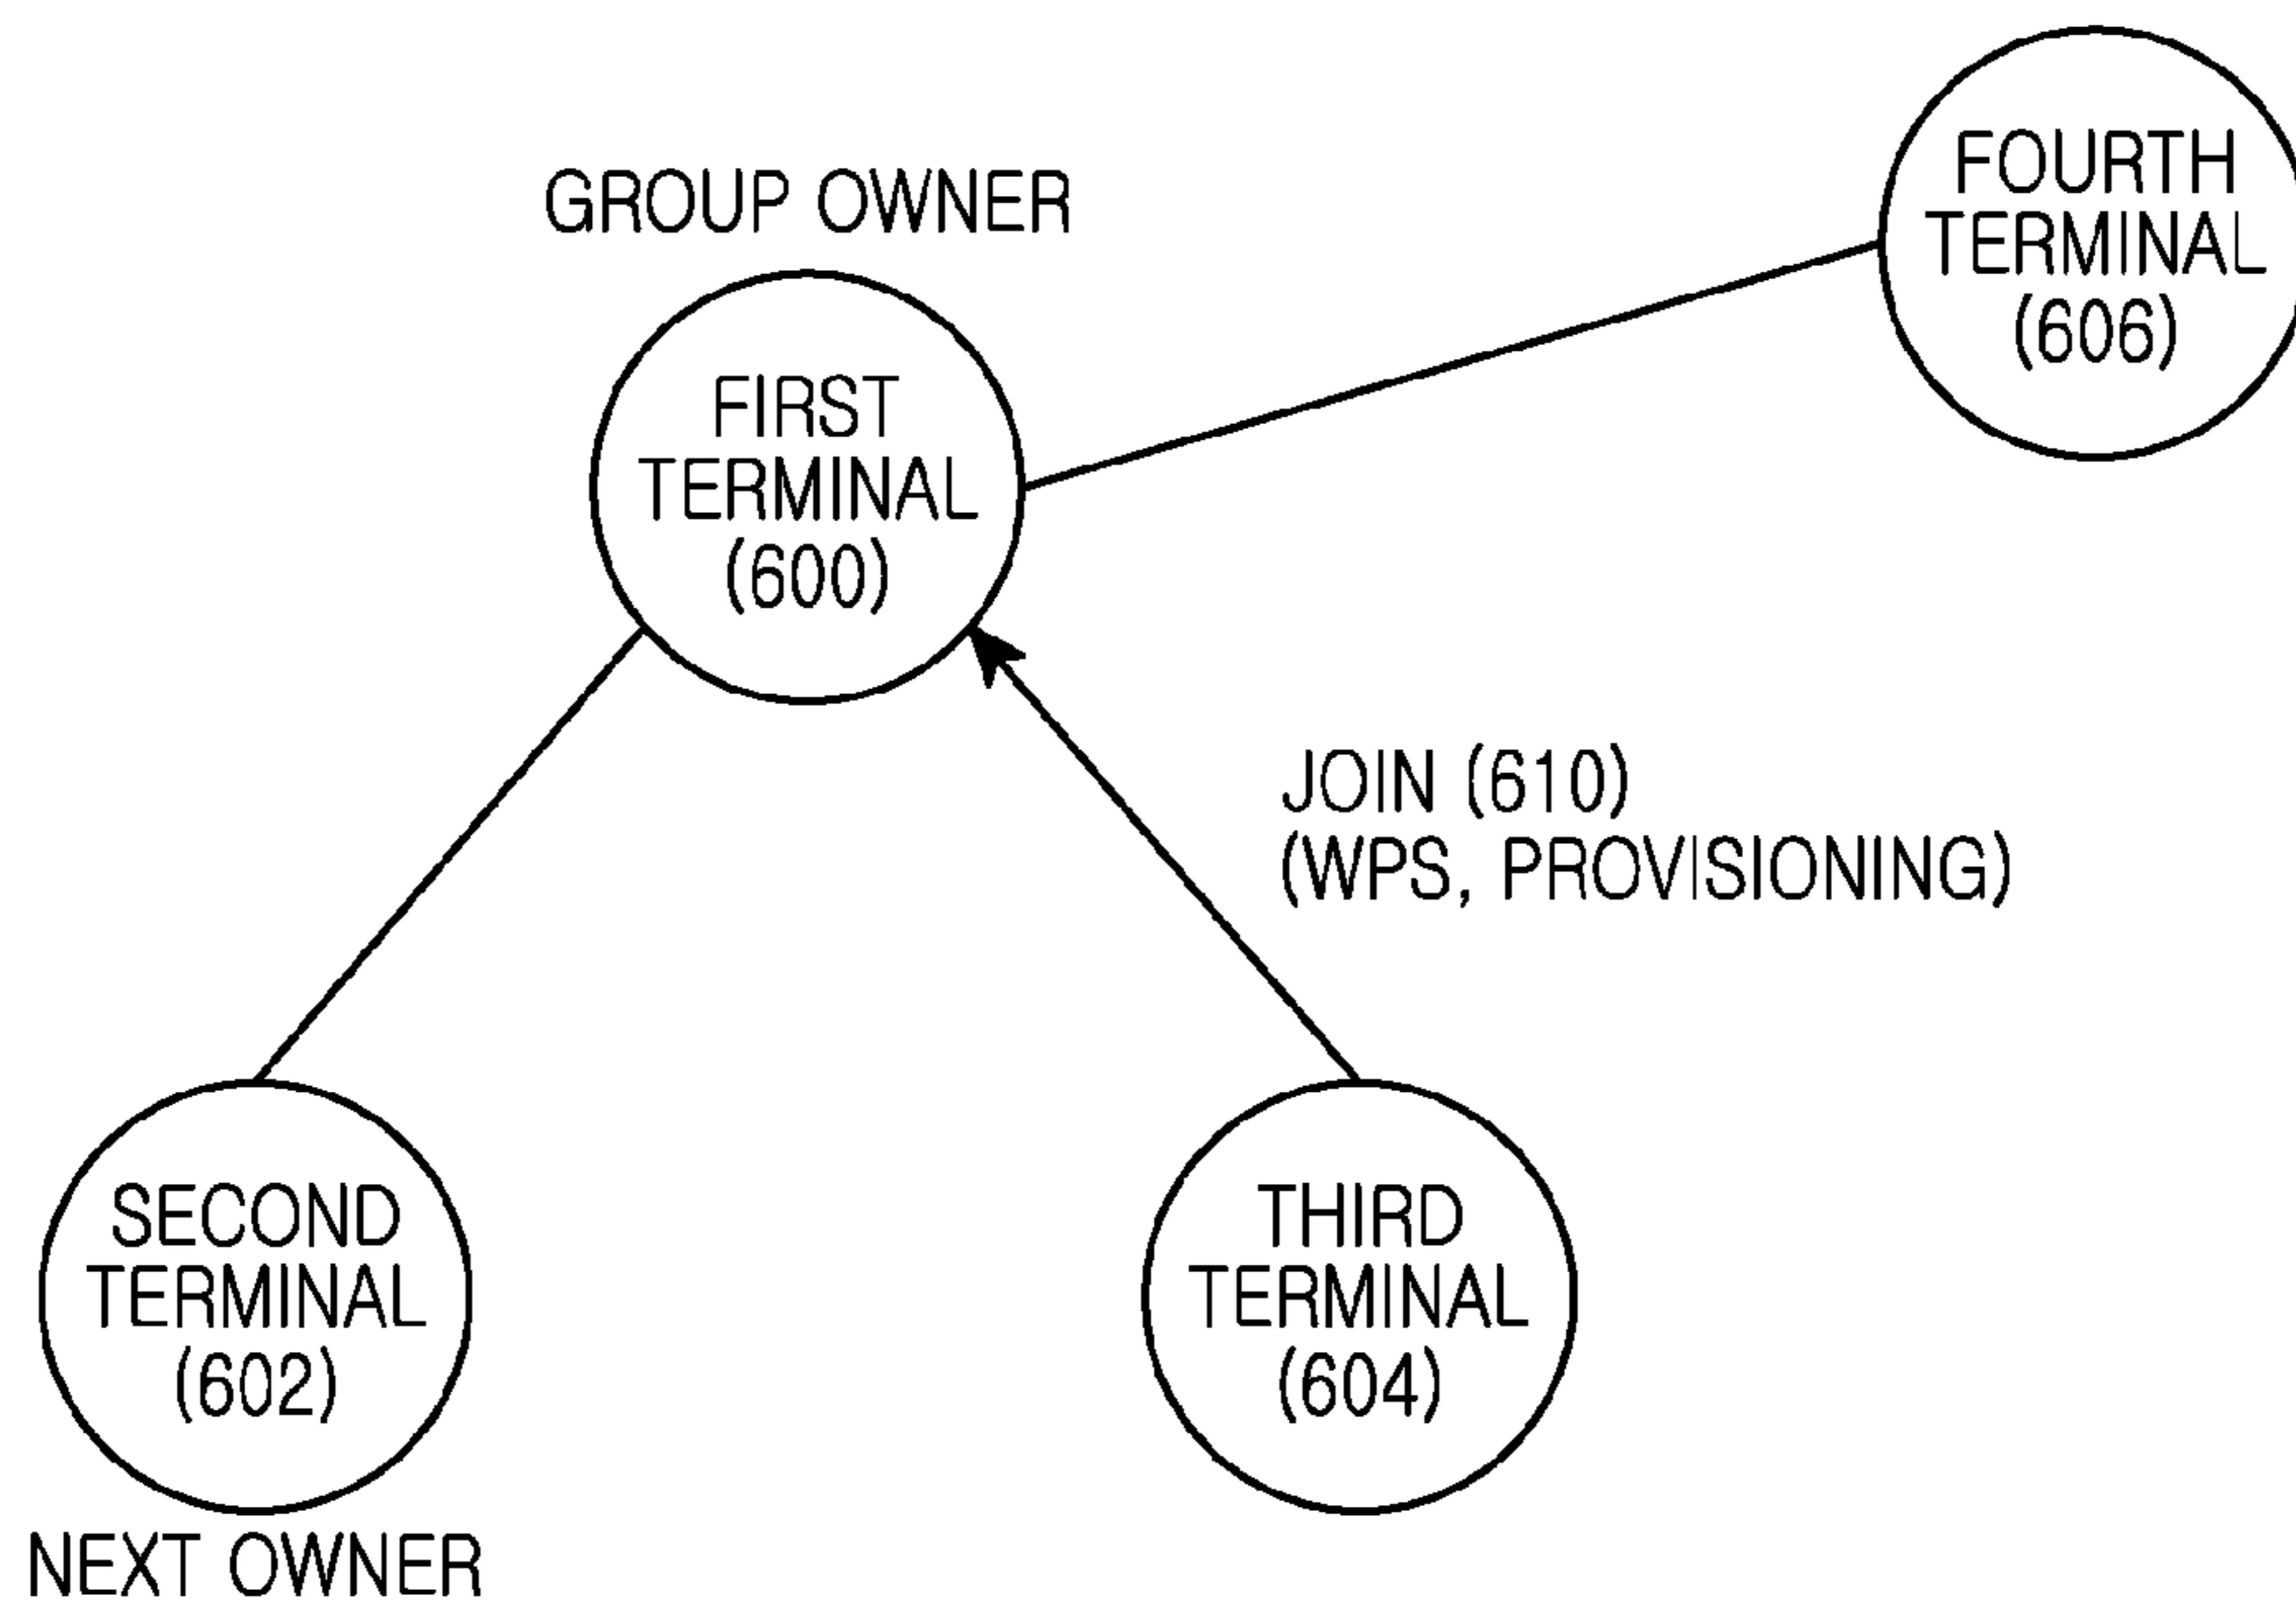 GROUP OWNER
FIRST
TERMINAL
(600)
FOURTH
TERMINAL
(606)
JOIN (610)
(WPS, PROVISIONING)
SECOND
TERMINAL
(602)
NEXT OWNER
THIRD
TERMINAL
(604)